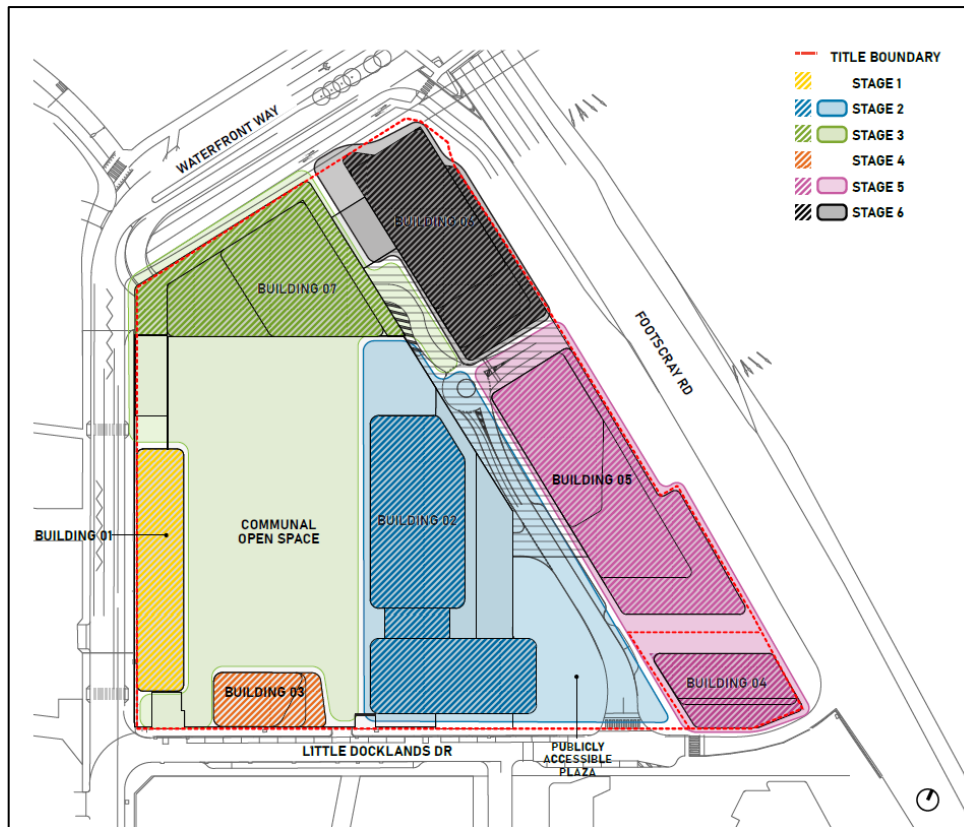 TITLE BOUNDARY
STAGE 1
STAGE 2
STAGE 3
STAGE 4
STAGE 5
STAGE 6
WATERFRONT WAY
BUILDING 06
BUILDING 07
FOOTSCRAY RD
BUILDING 05
BUILDING 02
COMMUNAL
OPEN SPACE
BUILDING 01
BUILDING 03
BUILDING 04
LITTLE DOCKLANDS DR
PUBLICLY
ACCESSIBLE
PLAZA